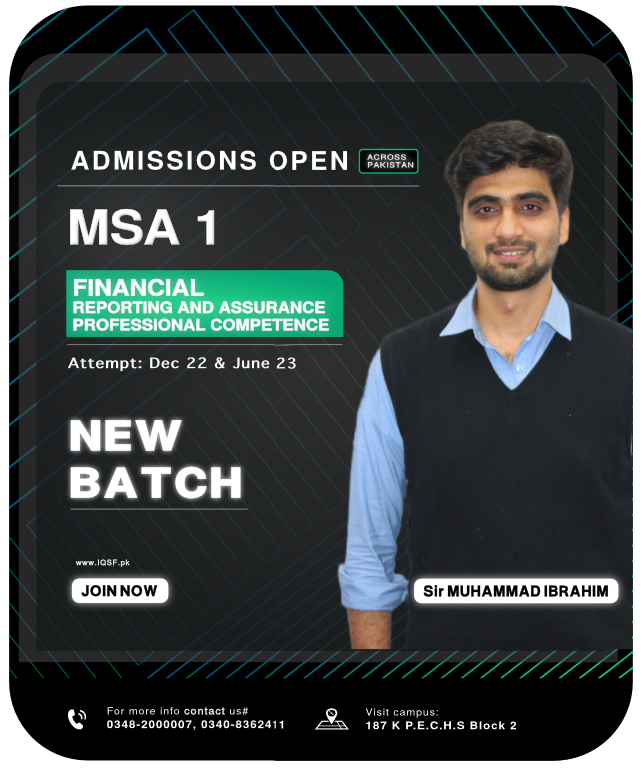 ADMISSIONS OPEN ACROSS PAKISTAN
MSA 1
FINANCIAL
REPORTING AND ASSURANCE
PROFESSIONAL COMPETENCE
Attempt: Dec 22 & June 23
NEW
BATCH
www.IQSF.pk
JOIN NOW
Sir MUHAMMAD IBRAHIM
For more info contact us#
0348-2000007, 0340-8362411
Visit campus:
187 K P.E.C.H.S Block 2